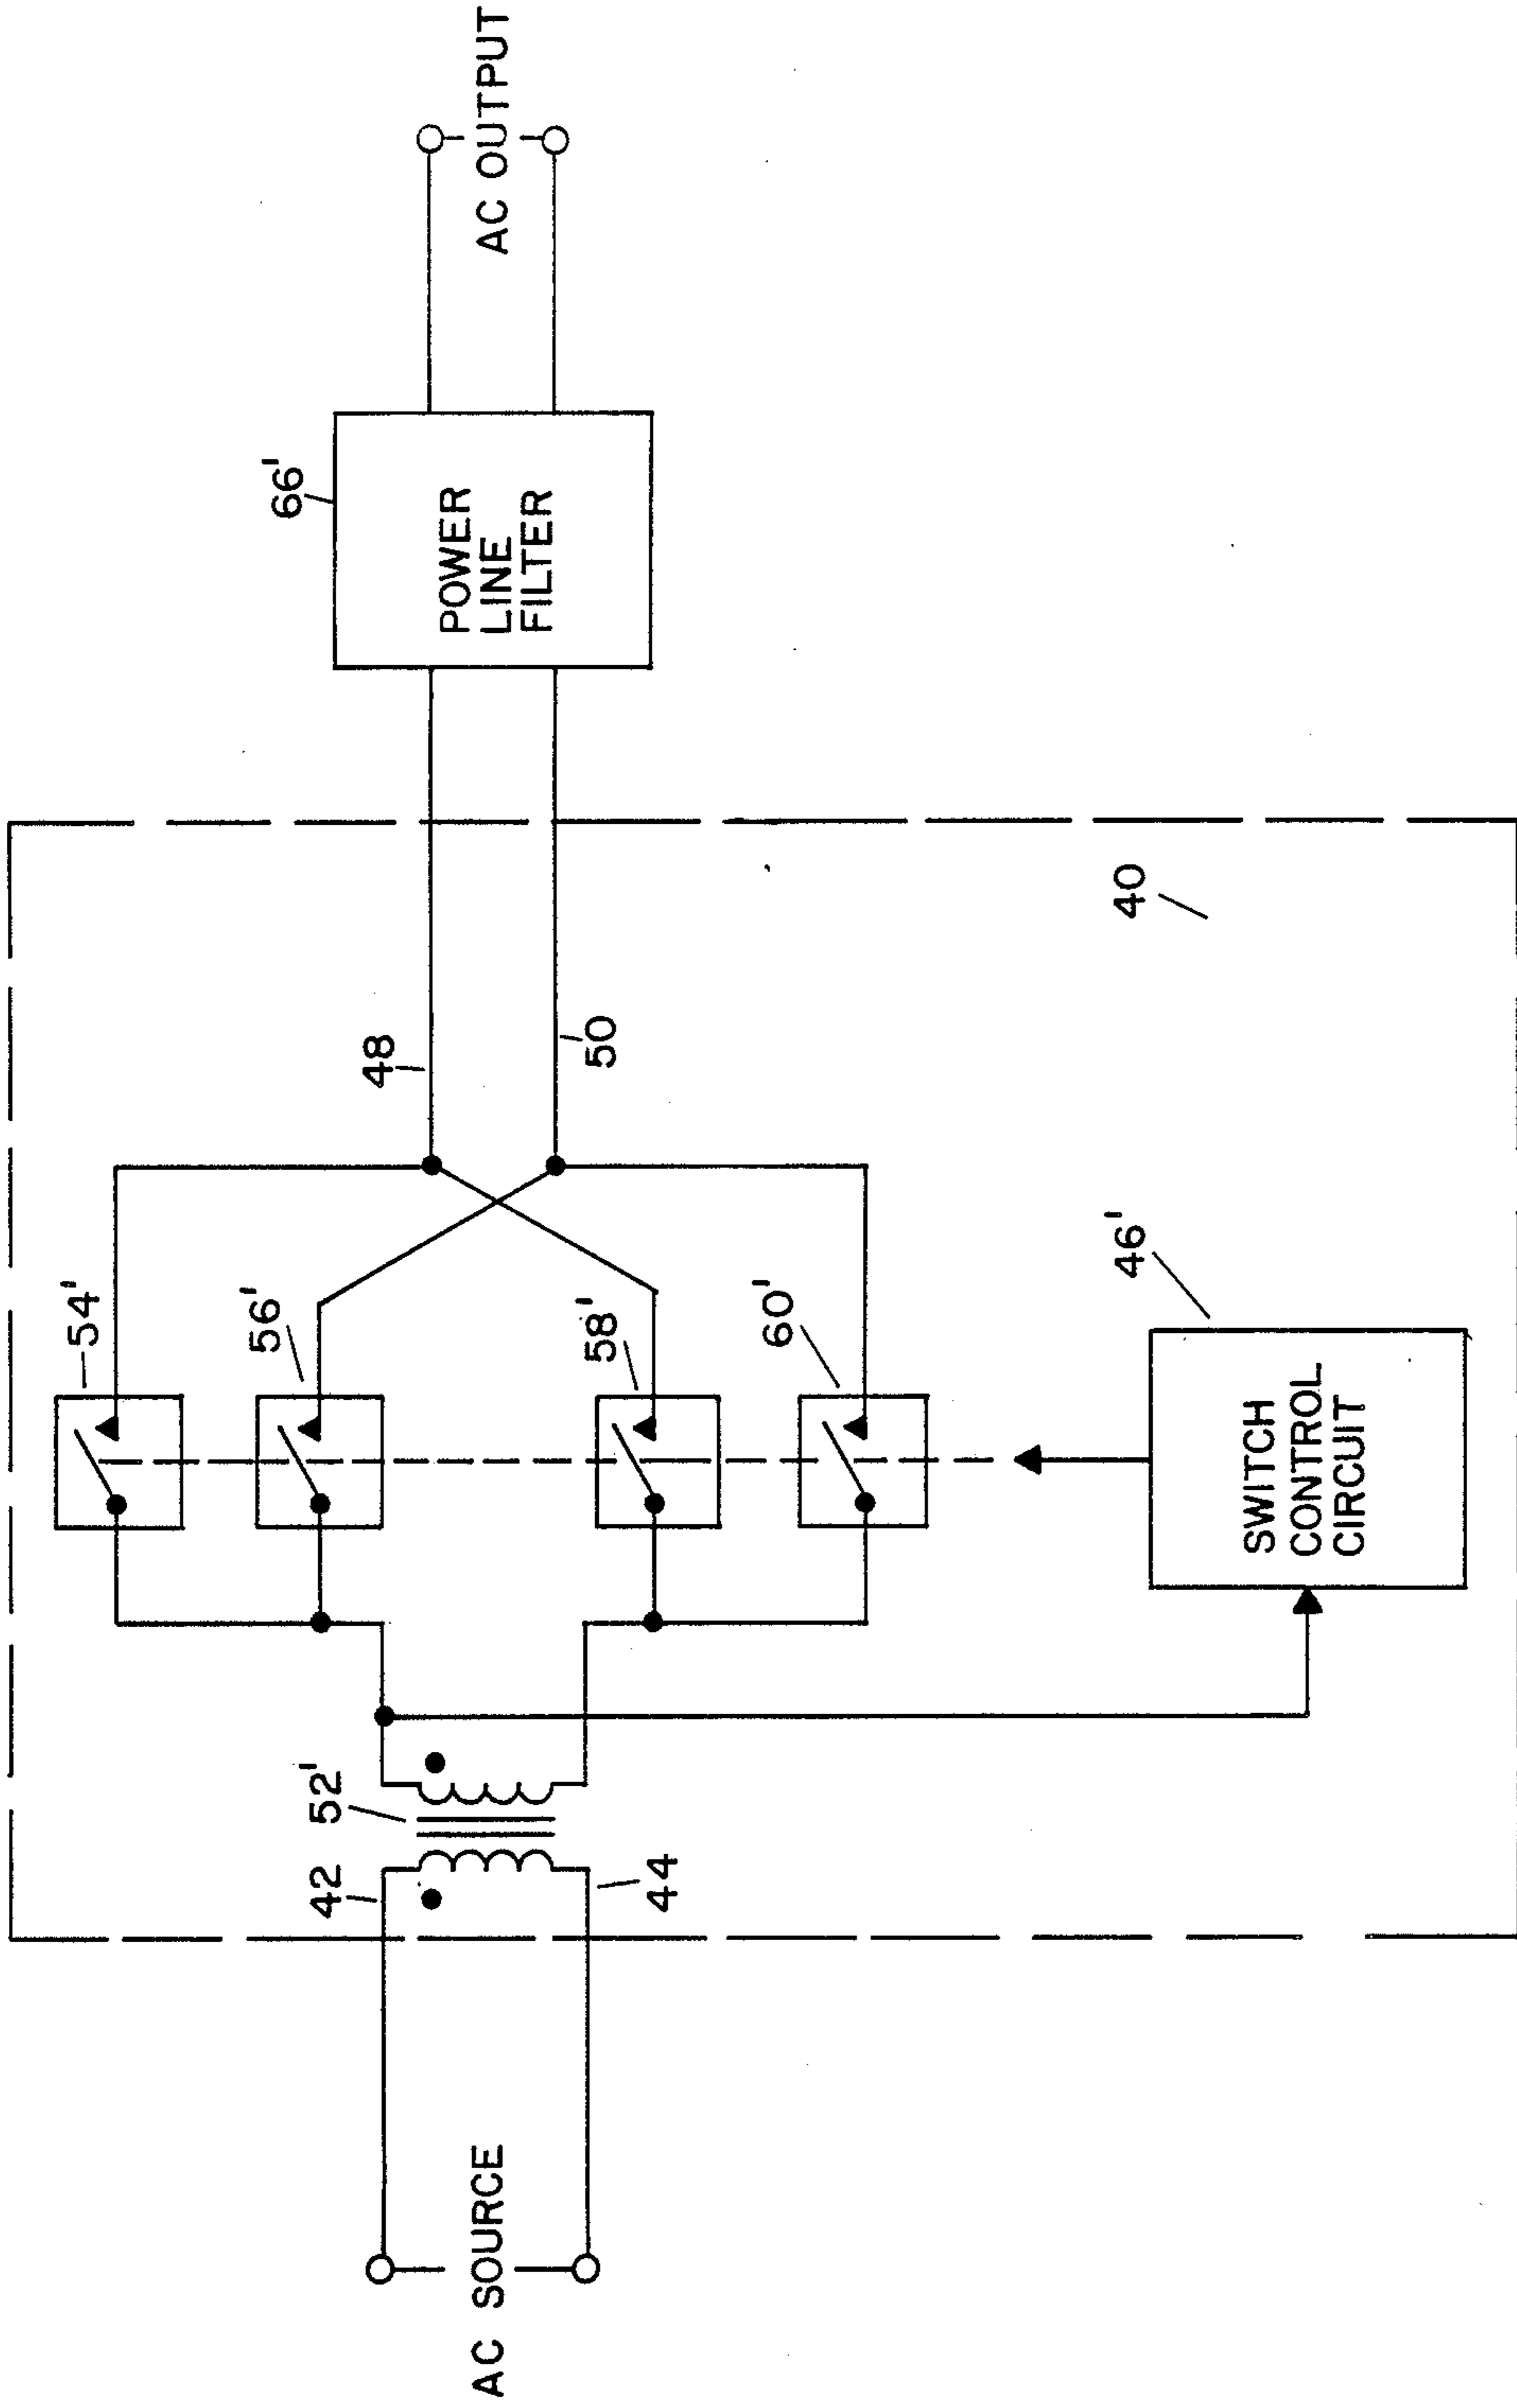 AC SOURCE
42
44
52'
54'
56'
58'
60'
SWITCH
CONTROL
CIRCUIT
46'
40
48
50
POWER
LINE
FILTER
66'
AC OUTPUT